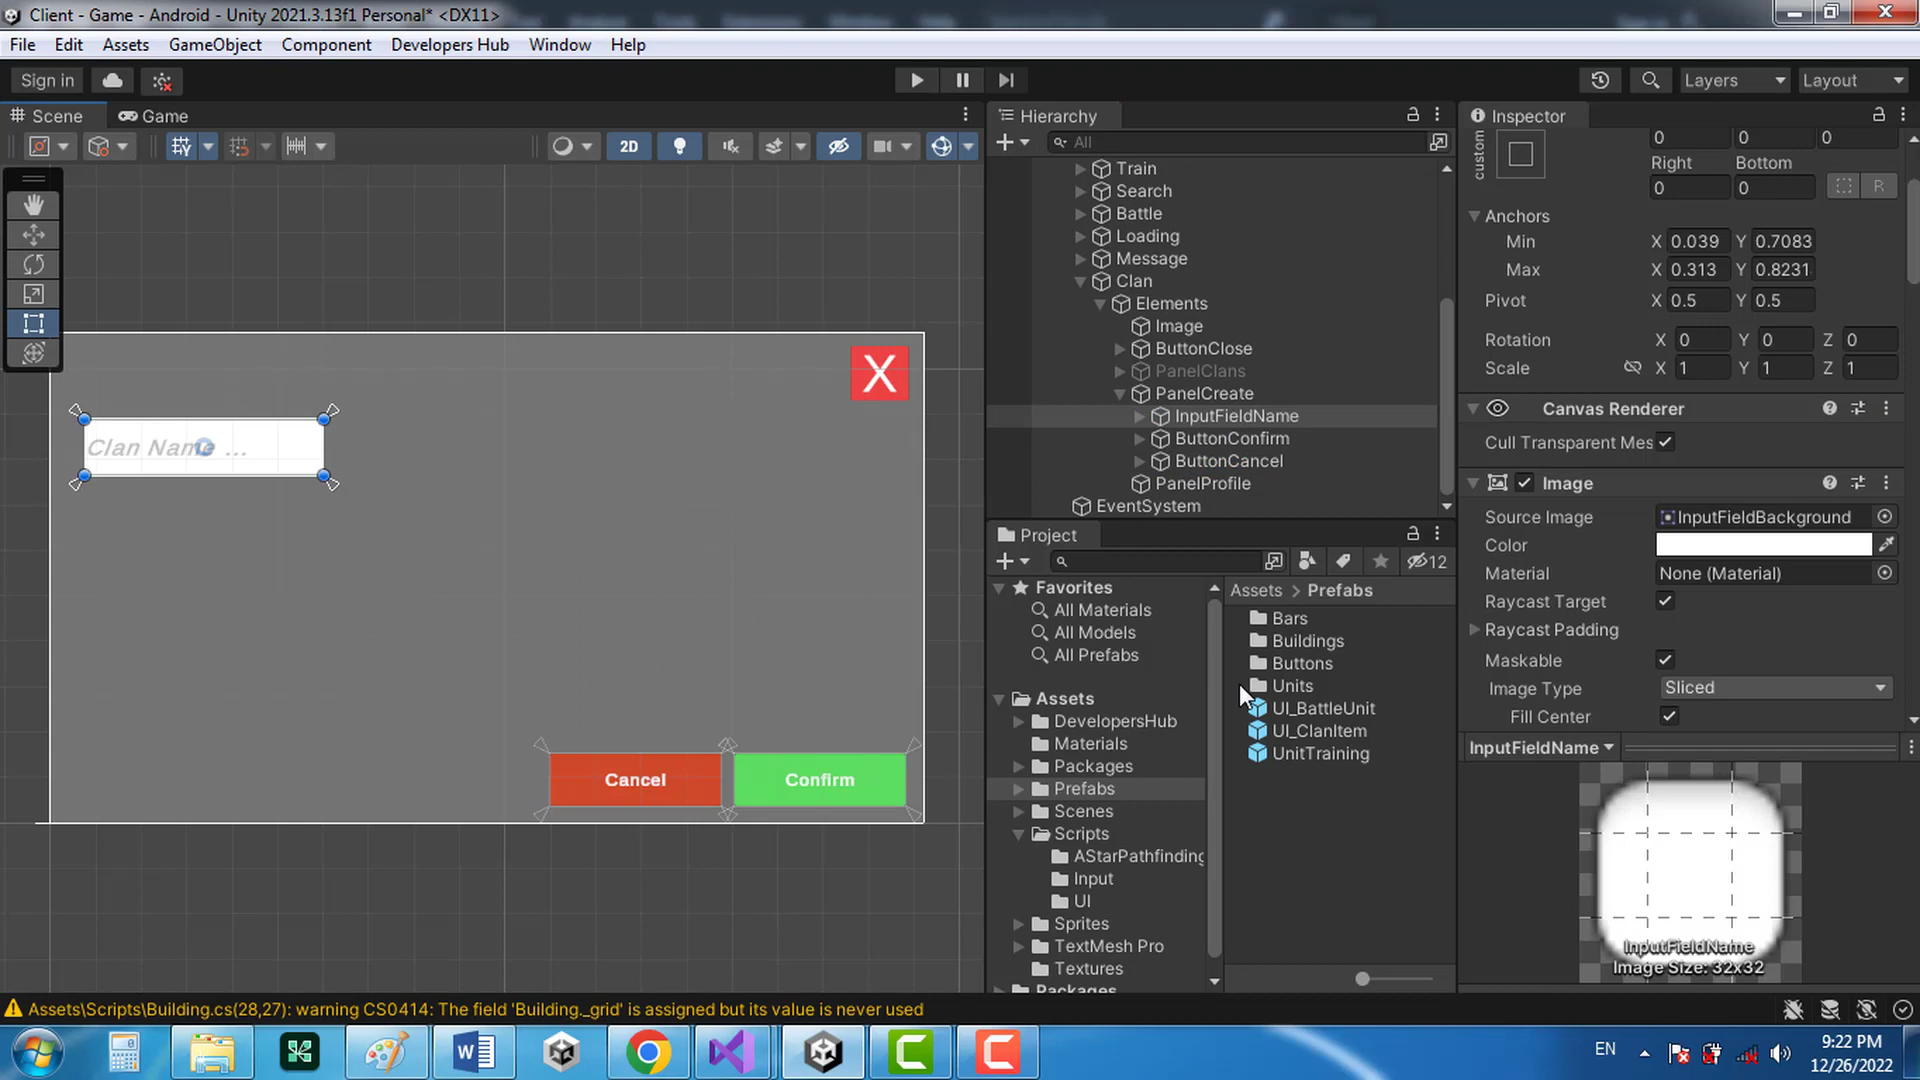 Client - Game - Android - Unity 2021.3.13f1 Personal* <DX11>
File Edit Assets GameObject Component Developers Hub Window Help
Sign in
Layers
Layout
Scene
Game
2D
X
Clan Name ...
Cancel
Confirm
Hierarchy
All
Train
Search
Battle
Loading
Message
Clan
Elements
Image
ButtonClose
PanelClans
PanelCreate
InputFieldName
ButtonConfirm
ButtonCancel
PanelProfile
EventSystem
Project
12
Favorites
All Materials
All Models
All Prefabs
Assets
DevelopersHub
Materials
Packages
Prefabs
Scenes
Scripts
AStarPathfinding
Input
UI
Sprites
TextMesh Pro
Textures
Packages
Assets > Prefabs
Bars
Buildings
Buttons
Units
UI_BattleUnit
UI_ClanItem
UnitTraining
Inspector
custom
0 0 0
Right Bottom
0 0
R
Anchors
Min X 0.039 Y 0.7083
Max X 0.313 Y 0.8231
Pivot X 0.5 Y 0.5
Rotation X 0 Y 0 Z 0
Scale X 1 Y 1 Z 1
Canvas Renderer
Cull Transparent Mes
Image
Source Image InputFieldBackground
Color
Material None (Material)
Raycast Target
Raycast Padding
Maskable
Image Type Sliced
Fill Center
InputFieldName
InputFieldName
Image Size: 32x32
Assets\Scripts\Building.cs(28,27): warning CS0414: The field 'Building._grid' is assigned but its value is never used
EN
9:22 PM
12/26/2022